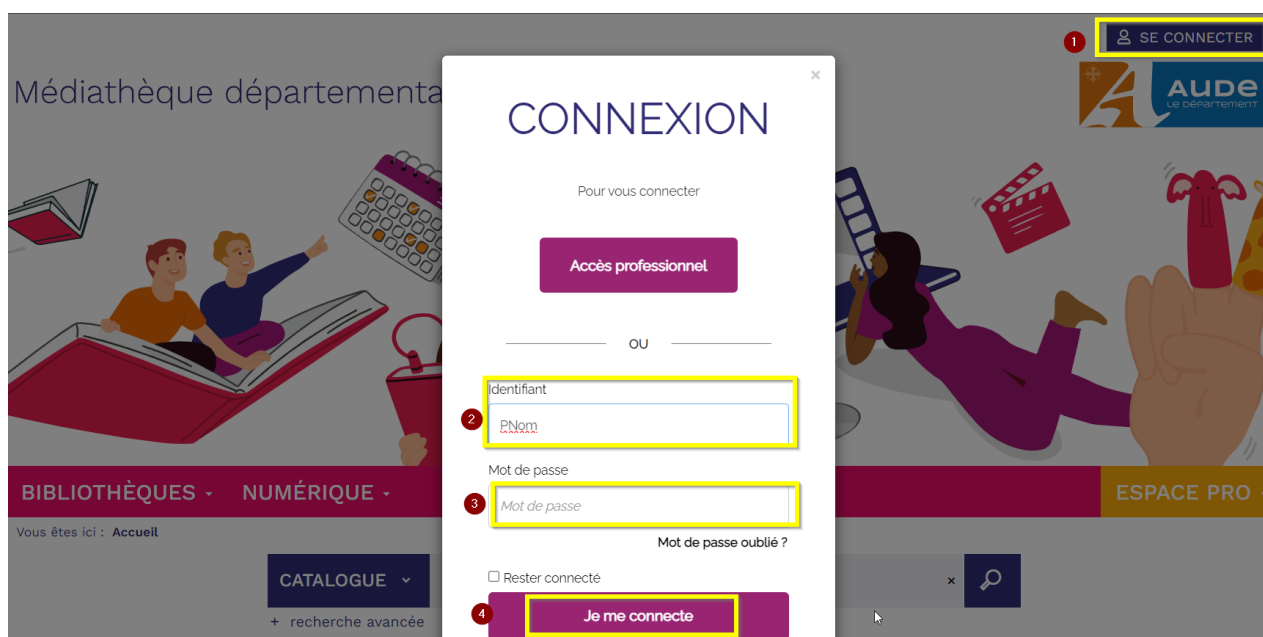 1
SE CONNECTER
AUDe
Le DÉPARTEMENT
Médiathèque départementa
×
CONNEXION
Pour vous connecter
Accès professionnel
OU
Identifiant
2
PNom
Mot de passe
3
Mot de passe
Mot de passe oublié ?
Rester connecté
4
Je me connecte
BIBLIOTHÈQUES
NUMÉRIQUE
ESPACE PRO
Vous êtes ici : Accueil
CATALOGUE
×
+ recherche avancée